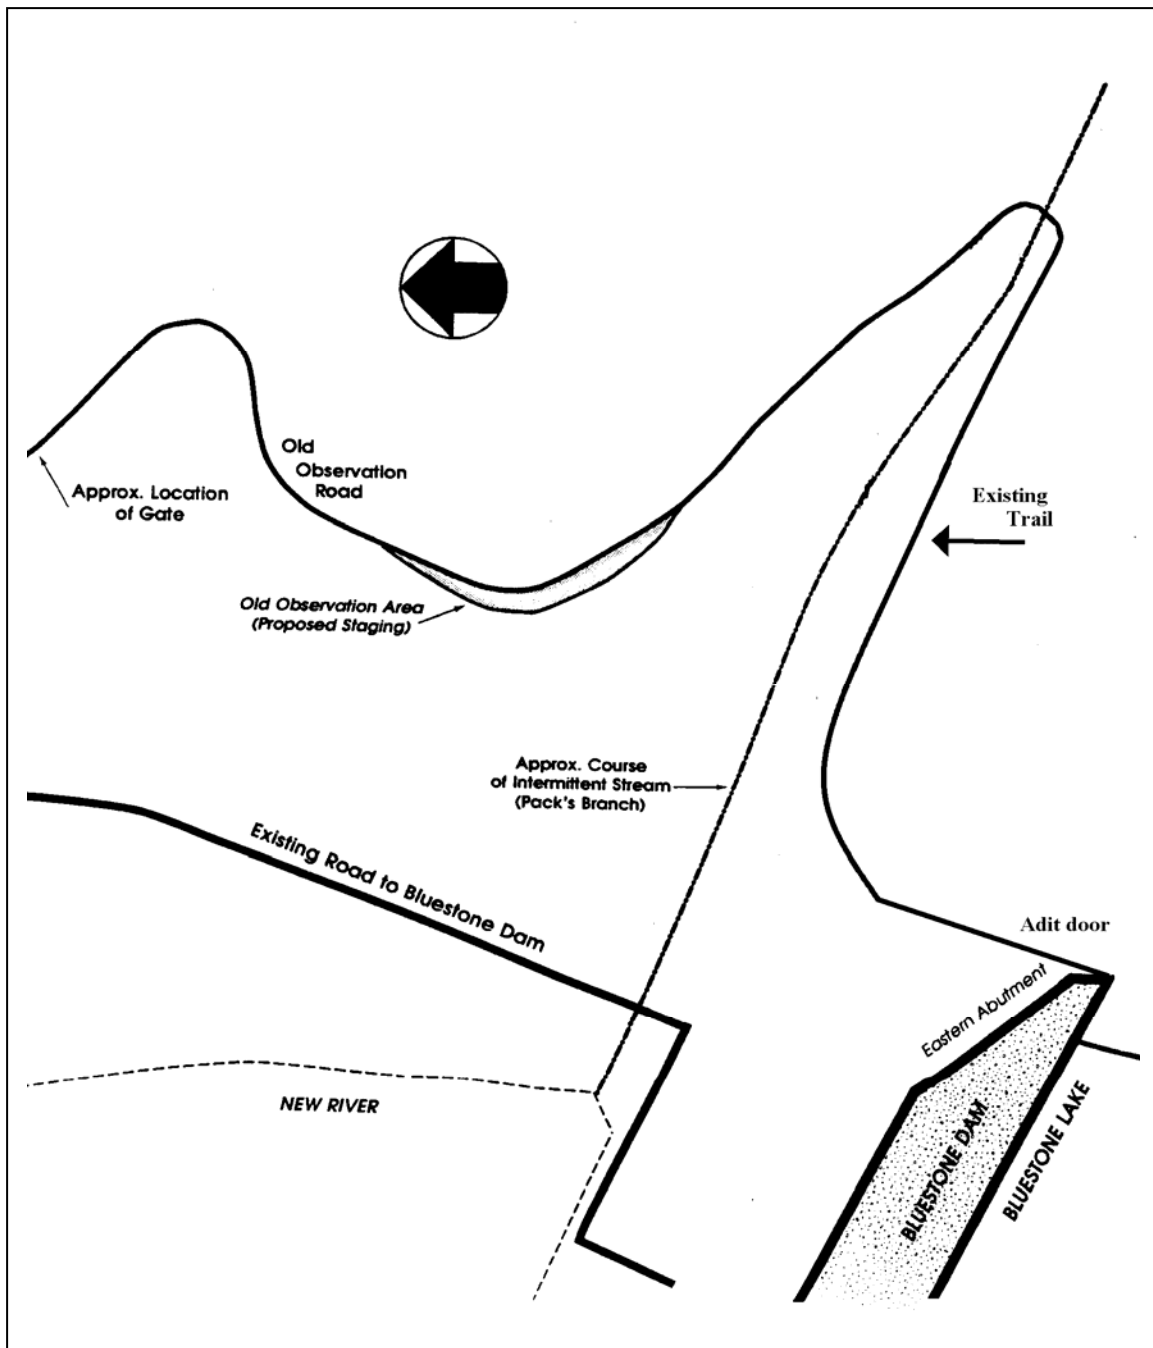 Old
Observation
Road
Approx. Location
of Gate
Existing
Trail
Old Observation Area
(Proposed Staging)
Approx. Course
of Intermittent Stream
(Pack's Branch)
Existing Road to Bluestone Dam
Adit door
Eastern Abutment
NEW RIVER
BLUESTONE DAM
BLUESTONE LAKE